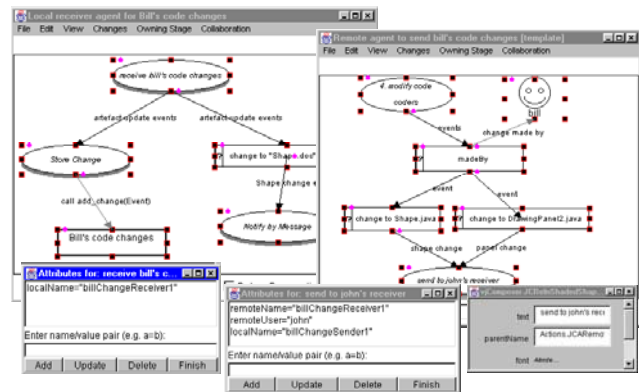 Local receiver agent for Bill's code changes
File Edit View Changes Owning Stage Collaboration
receive bill's code changes
artefact update events
artefact update events
Store Change
? change to "Shape.doc"
Shape change e
call add_change(Event)
Notify by Message
Bill's code changes
Remote agent to send bill's code changes [template]
File Edit View Changes Owning Stage Collaboration
4. modify code
coders
bill
events
change made by
? madeBy
event
event
? change to Shape.java
? change to DrawingPanel2.java
shape change
panel change
send to john's receiver
Attributes for: receive bill's c...
localName="billChangeReceiver1"
Enter name/value pair (e.g. a=b):
Add Update Delete Finish
Attributes for: send to john's receiver
remoteName="billChangeReceiver1"
remoteUser="john"
localName="billChangeSender1"
Enter name/value pair (e.g. a=b):
Add Update Delete Finish
text send to john's rec
parentName Actions.JCARemot
font